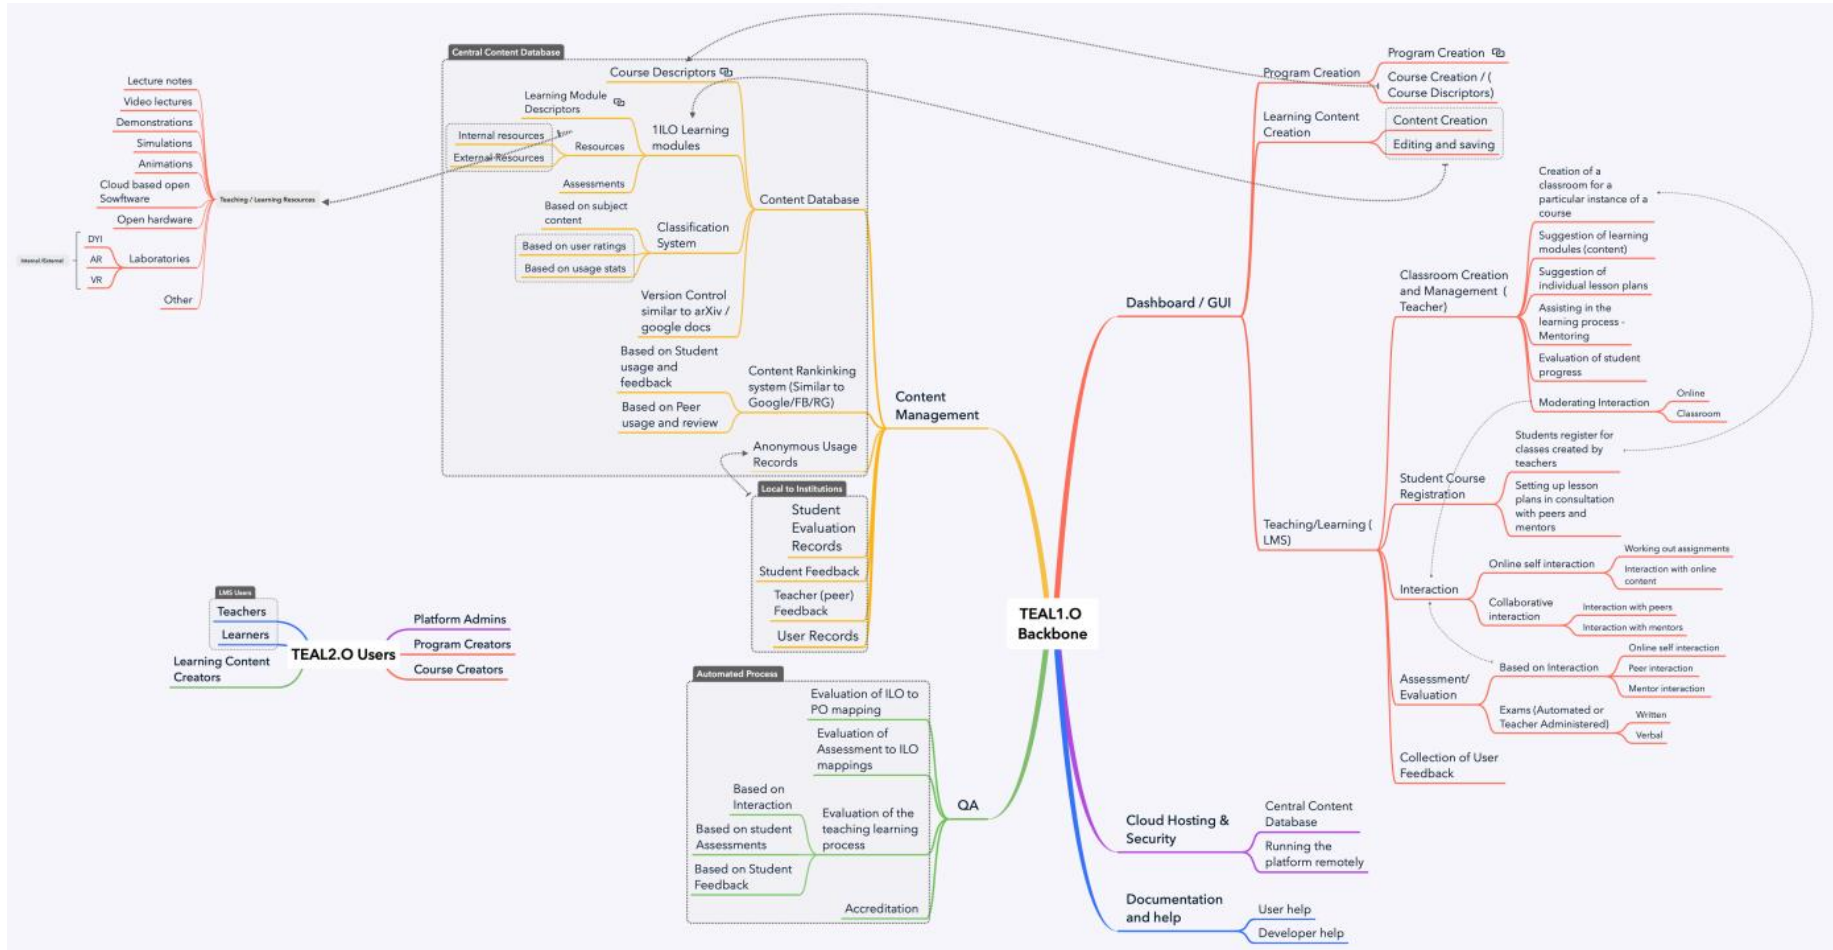 Central Content Database
Course Descriptors
Learning Module
Descriptors
1ILO Learning
modules
Internal resources
External Resources
Resources
Assessments
Content Database
Based on subject
content
Classification
System
Based on user ratings
Based on usage stats
Version Control
similar to arXiv /
google docs
Based on Student
usage and
feedback
Content Rankinking
system (Similar to
Google/FB/RG)
Based on Peer
usage and review
Anonymous Usage
Records
Content
Management
Local to Institutions
Student
Evaluation
Records
Student Feedback
Teacher (peer)
Feedback
User Records
Lecture notes
Video lectures
Demonstrations
Simulations
Animations
Cloud based open
Sowftware
Open hardware
DYI
AR
VR
Internal /External
Laboratories
Other
Teaching / Learning Resources
LMS Users
Teachers
Learners
Learning Content
Creators
TEAL2.O Users
Platform Admins
Program Creators
Course Creators
Automated Process
Evaluation of ILO to
PO mapping
Evaluation of
Assessment to ILO
mappings
Based on
Interaction
Based on student
Assessments
Based on Student
Feedback
Evaluation of the
teaching learning
process
Accreditation
QA
TEAL1.O
Backbone
Dashboard / GUI
Program Creation
Program Creation
Course Creation / (
Course Discriptors)
Learning Content
Creation
Content Creation
Editing and saving
Teaching/Learning (
LMS)
Classroom Creation
and Management (
Teacher)
Creation of a
classroom for a
particular instance of a
course
Suggestion of learning
modules (content)
Suggestion of
individual lesson plans
Assisting in the
learning process -
Mentoring
Evaluation of student
progress
Moderating Interaction
Online
Classroom
Student Course
Registration
Students register for
classes created by
teachers
Setting up lesson
plans in consultation
with peers and
mentors
Interaction
Online self interaction
Working out assignments
Interaction with online
content
Collaborative
interaction
Interaction with peers
Interaction with mentors
Assessment/
Evaluation
Based on Interaction
Online self interaction
Peer interaction
Mentor interaction
Exams (Automated or
Teacher Administered)
Written
Verbal
Collection of User
Feedback
Cloud Hosting &
Security
Central Content
Database
Running the
platform remotely
Documentation
and help
User help
Developer help